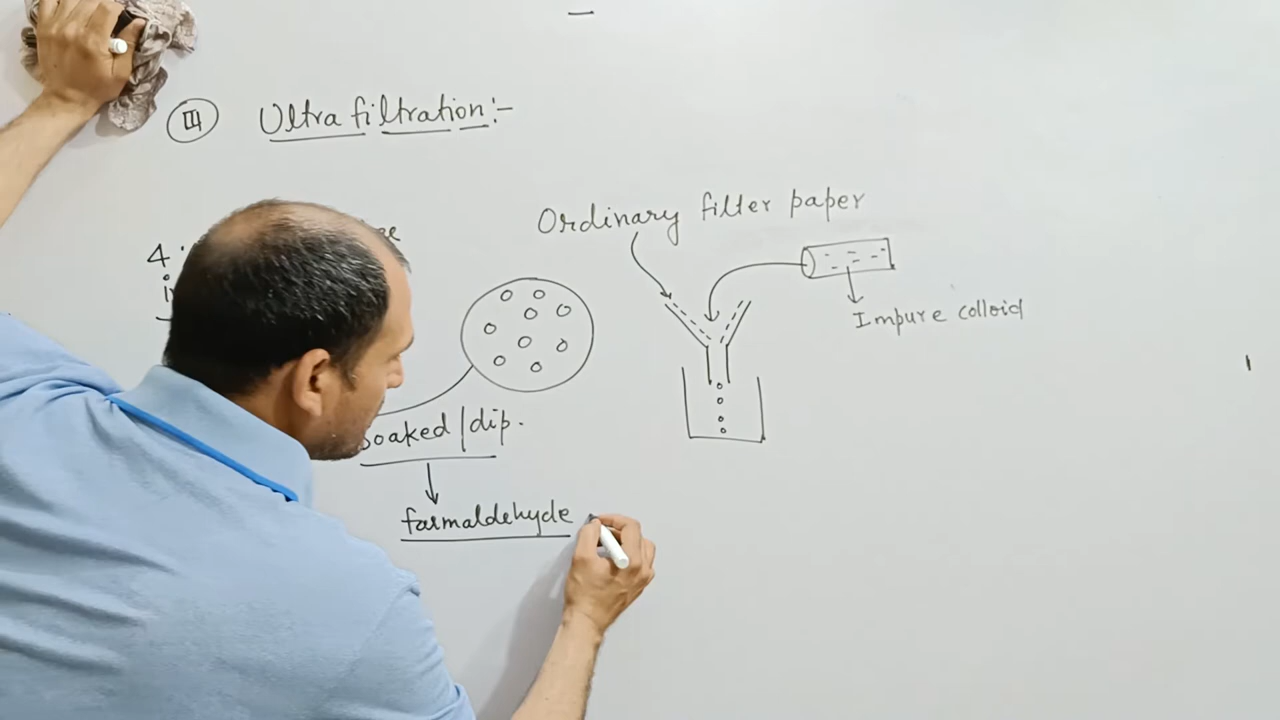 III Ultra filtration:-
Ordinary filter paper
Impure colloid
soaked/dip.
formaldehyde